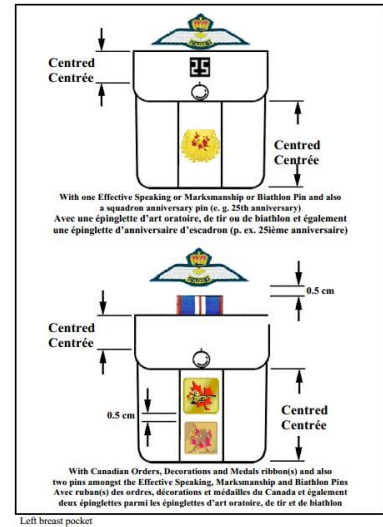 Centred
Centrée
25
Centred
Centrée
With one Effective Speaking or Marksmanship or Biathlon Pin and also
a squadron anniversary pin (e. g. 25th anniversary)
Avec une épinglette d'art oratoire, de tir ou de biathlon et également
une épinglette d'anniversaire d'escadron (p. ex. 25ième anniversaire)
0.5 cm
Centred
Centrée
0.5 cm
Centred
Centrée
With Canadian Orders, Decorations and Medals ribbon(s) and also
two pins amongst the Effective Speaking, Marksmanship and Biathlon Pins
Avec ruban(s) des ordres, décorations et médailles du Canada et également
deux épinglettes parmi les épinglettes d'art oratoire, de tir et de biathlon
Left breast pocket